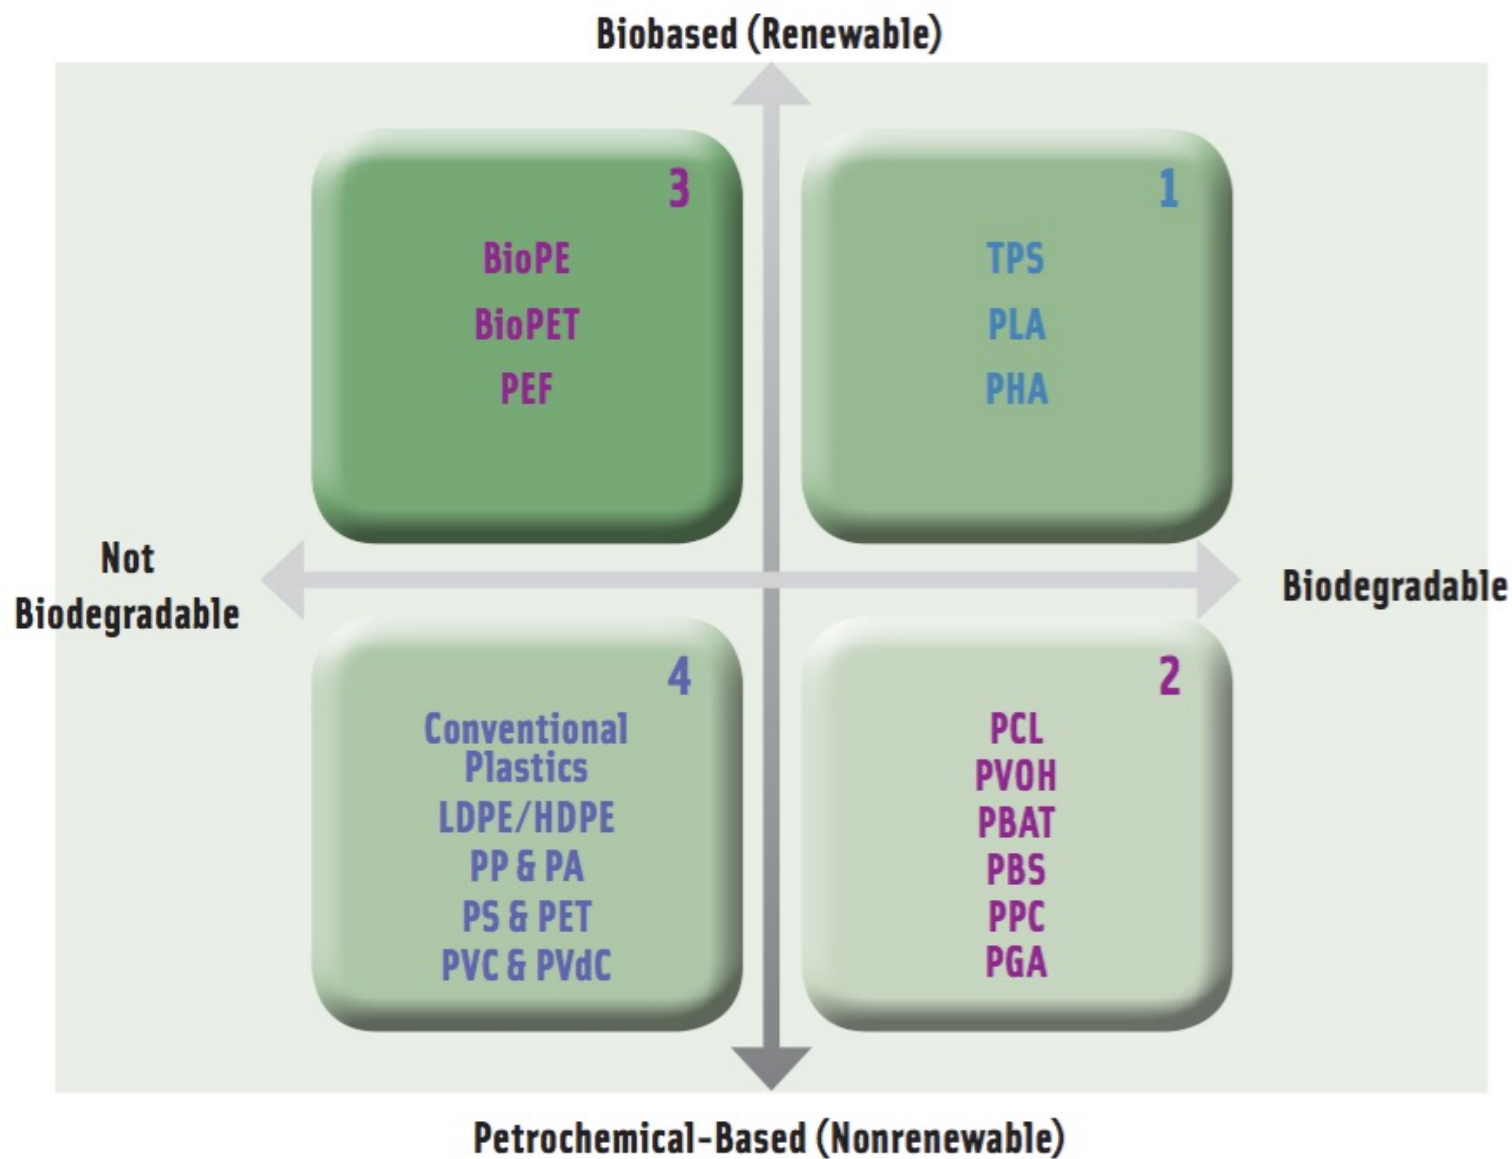 Biobased (Renewable)
3
BioPE
BioPET
PEF
1
TPS
PLA
PHA
Not
Biodegradable
Biodegradable
4
Conventional
Plastics
LDPE/HDPE
PP & PA
PS & PET
PVC & PVdC
2
PCL
PVOH
PBAT
PBS
PPC
PGA
Petrochemical-Based (Nonrenewable)